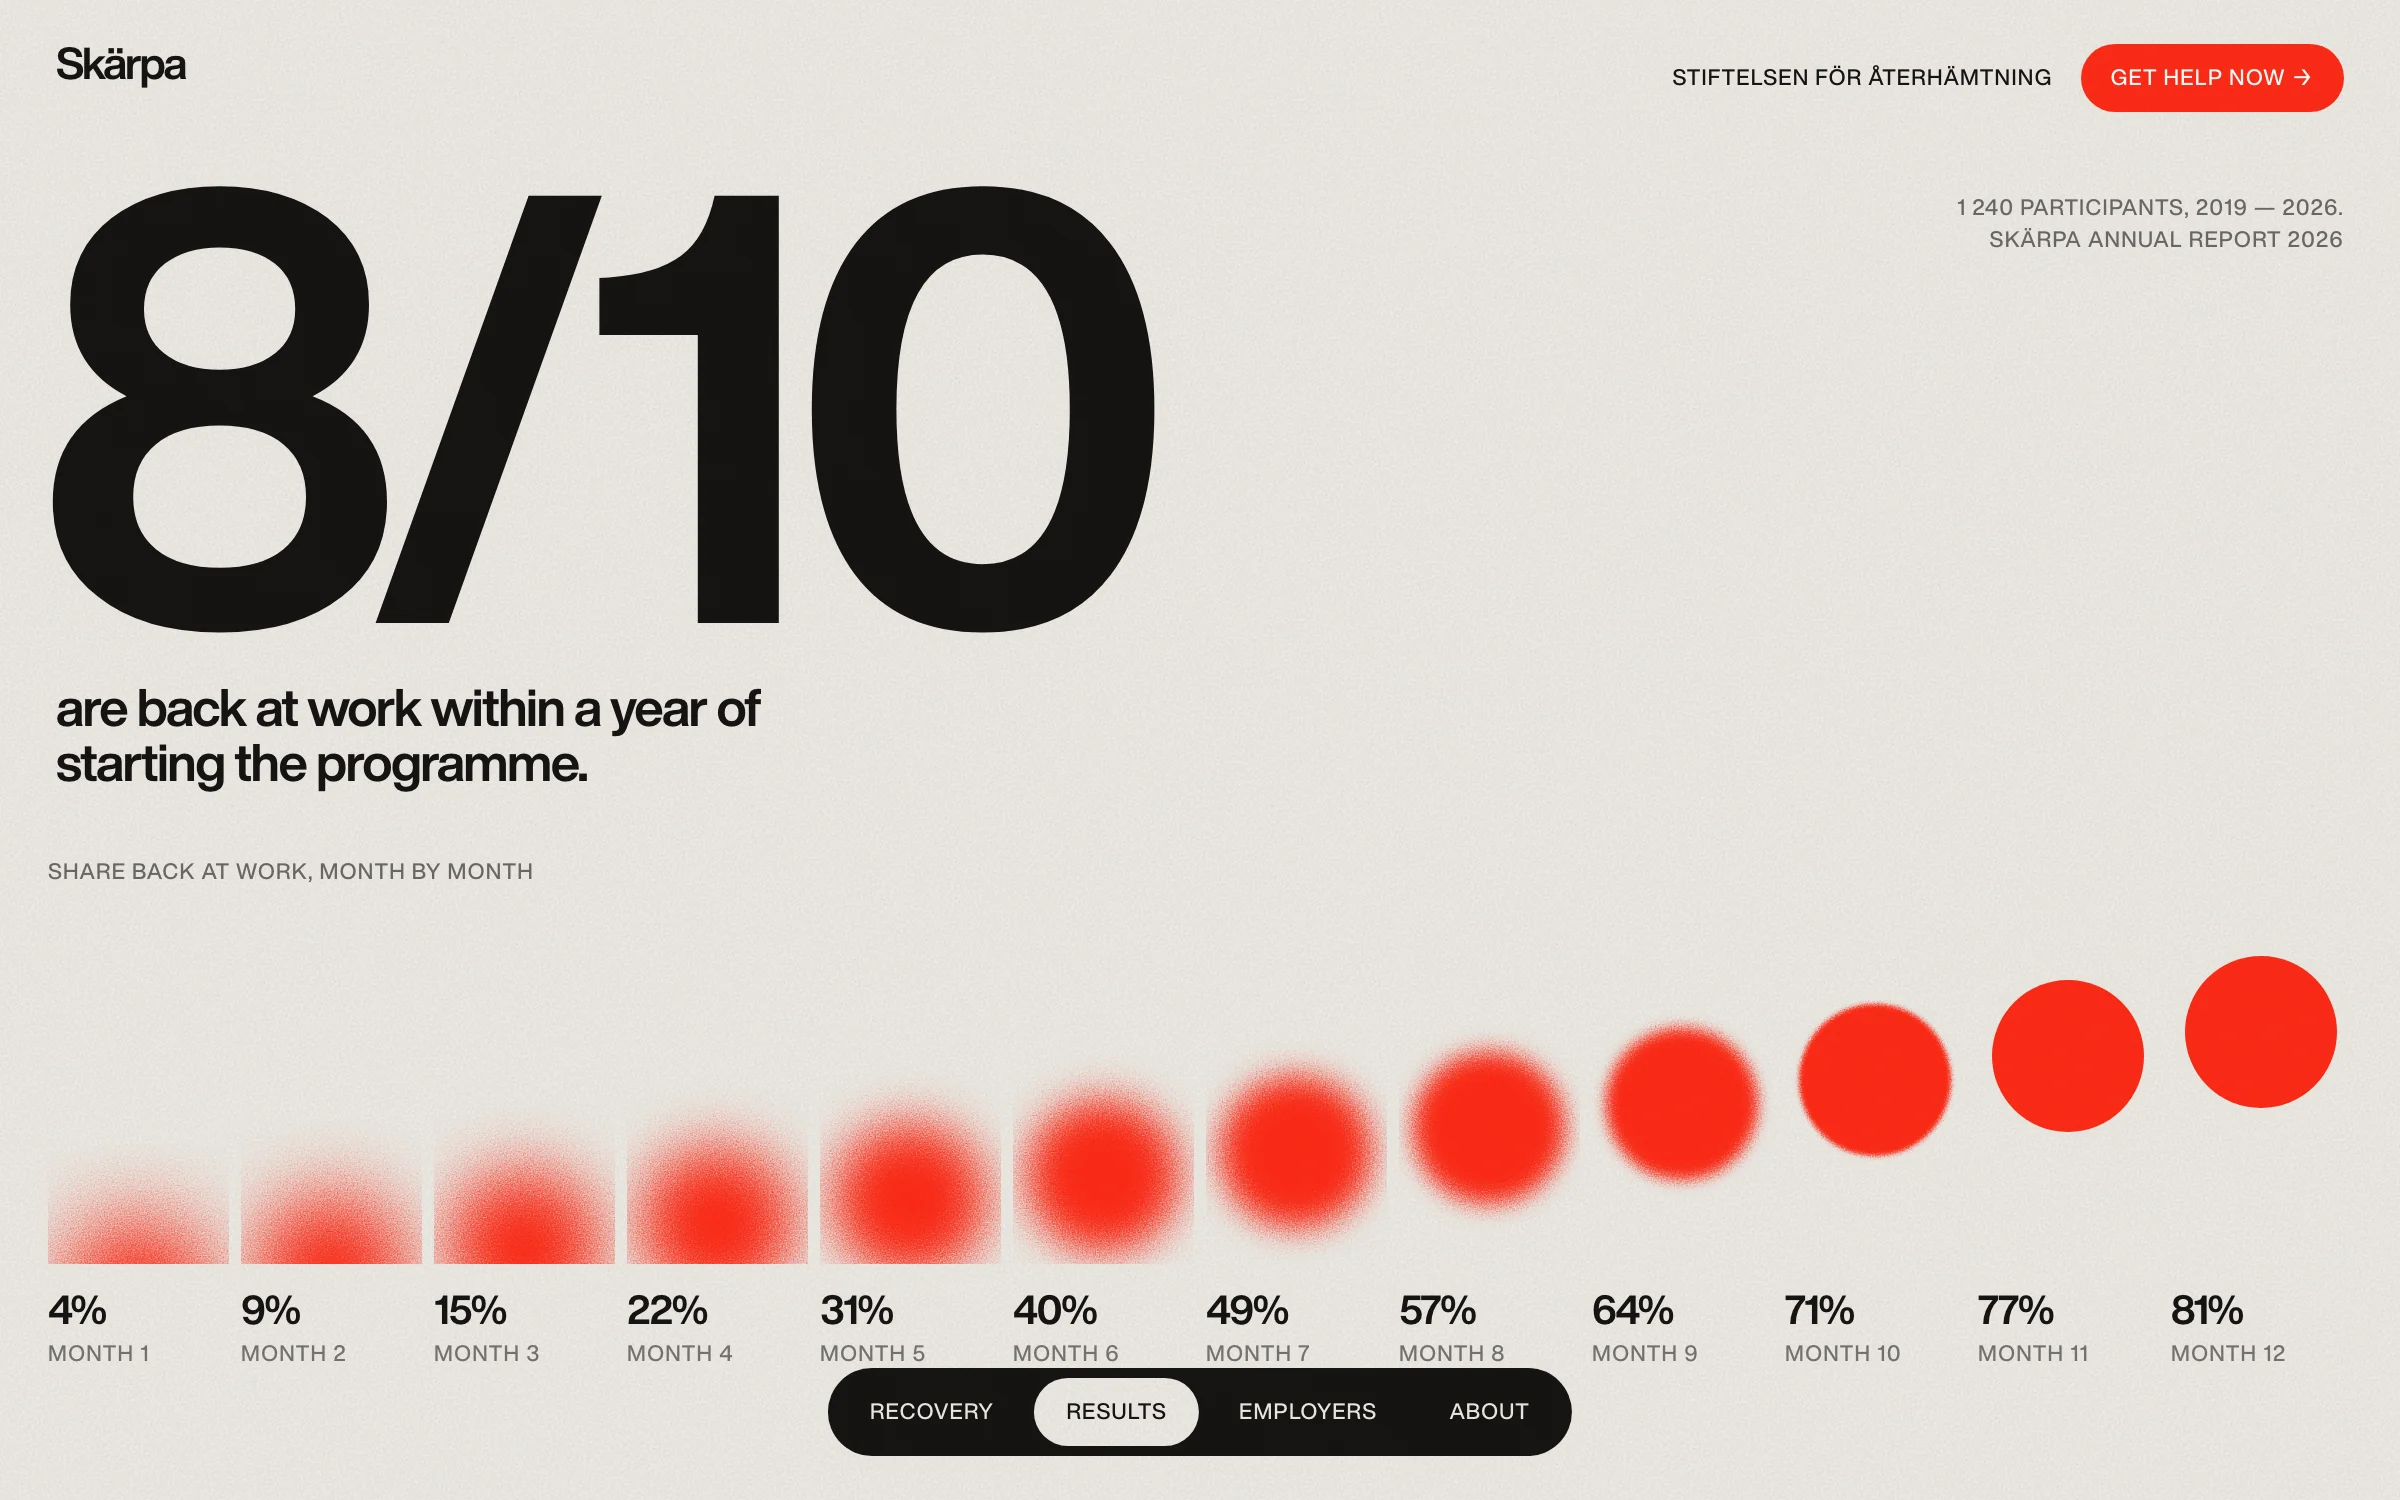 Skärpa
STIFTELSEN FÖR ÅTERHÄMTNING
GET HELP NOW →
8/10
1 240 PARTICIPANTS, 2019 — 2026.
SKÄRPA ANNUAL REPORT 2026
are back at work within a year of
starting the programme.
SHARE BACK AT WORK, MONTH BY MONTH
4% 9% 15% 22% 31% 40% 49% 57% 64% 71% 77% 81%
MONTH 1 MONTH 2 MONTH 3 MONTH 4 MONTH 5 MONTH 6 MONTH 7 MONTH 8 MONTH 9 MONTH 10 MONTH 11 MONTH 12
RECOVERY RESULTS EMPLOYERS ABOUT